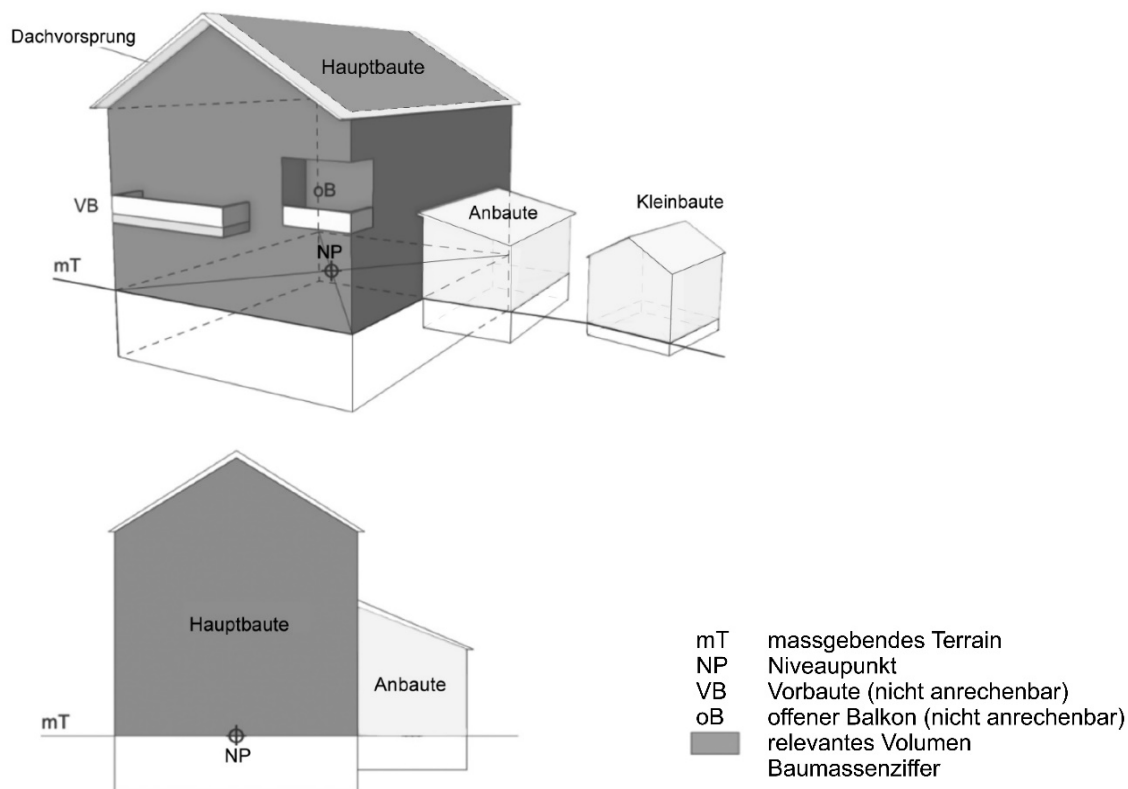 Dachvorsprung
Hauptbaute
oB
VB
Anbaute
Kleinbaute
NP
mT
Hauptbaute
Anbaute
mT
NP
mT massgebendes Terrain
NP Niveaupunkt
VB Vorbaute (nicht anrechenbar)
oB offener Balkon (nicht anrechenbar)
relevantes Volumen
Baumassenziffer